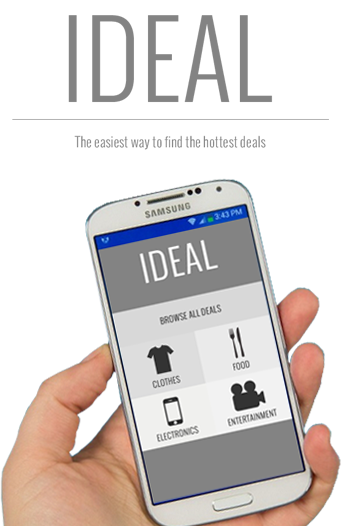 IDEAL
The easiest way to find the hottest deals
SAMSUNG
3:43 PM
IDEAL
BROWSE ALL DEALS
CLOTHES
FOOD
ELECTRONICS
ENTERTAINMENT